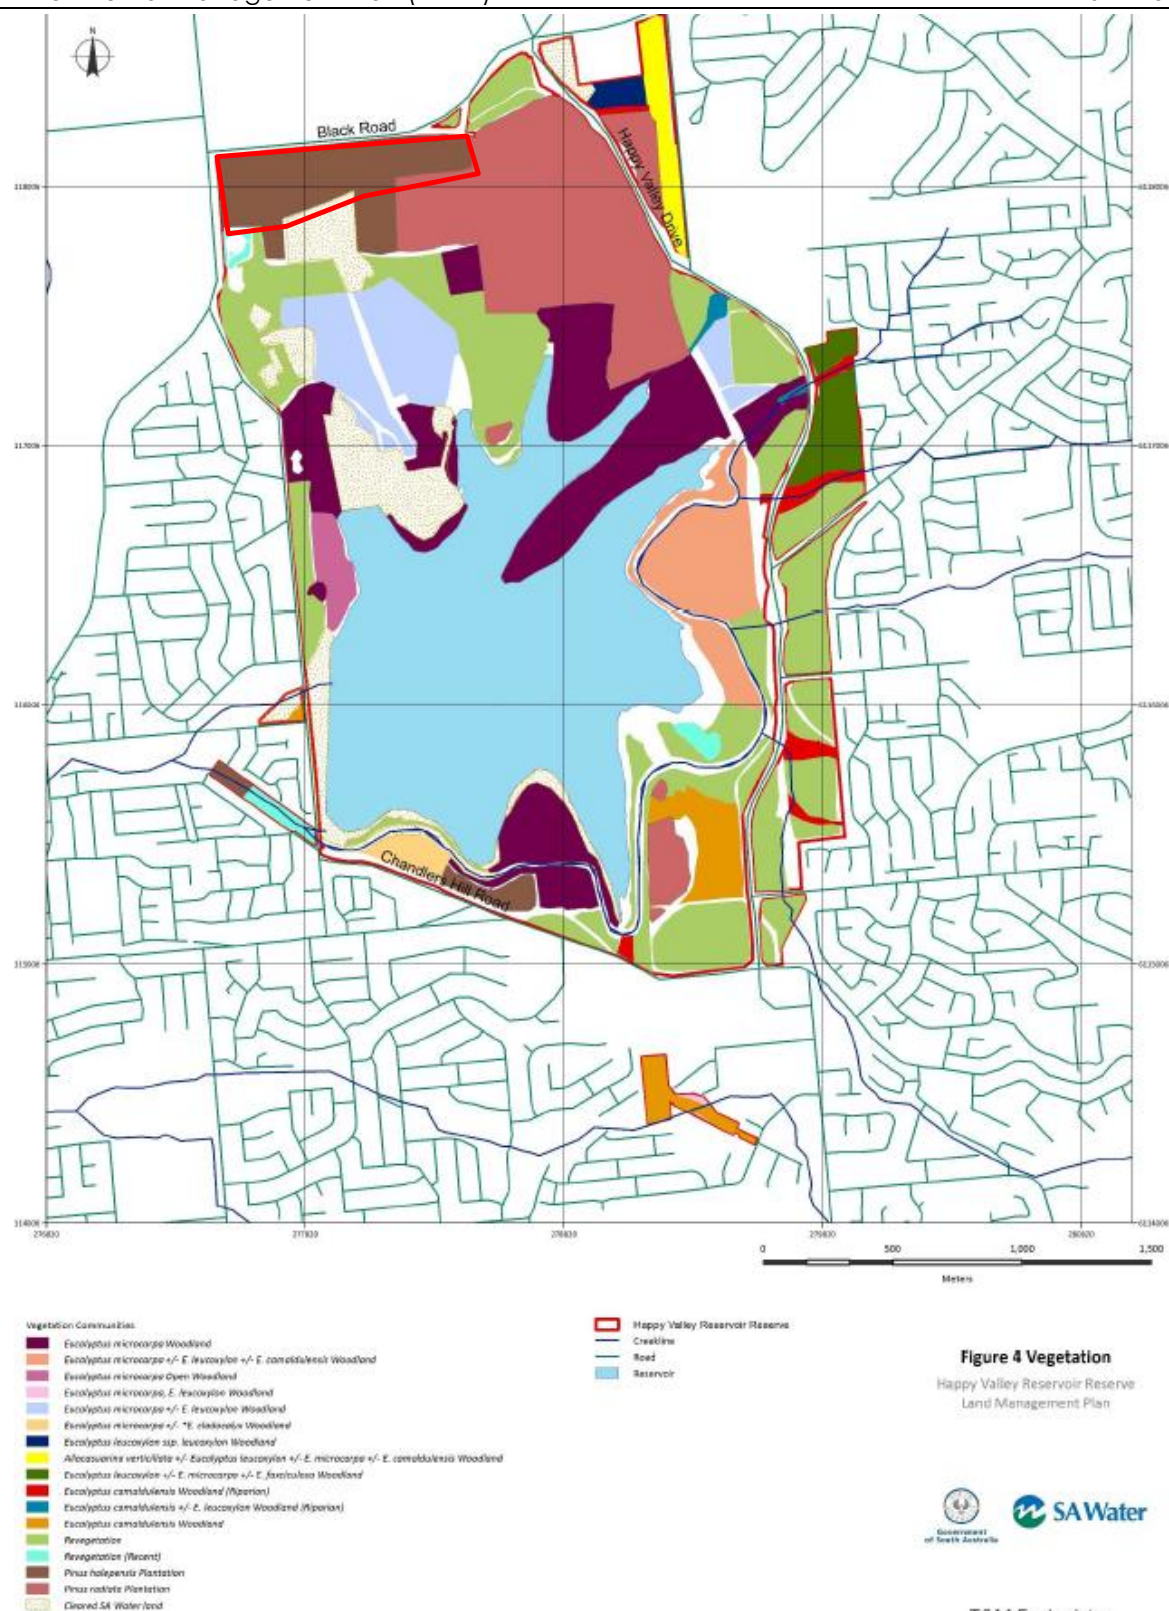 N
Black Road
Happy Valley Drive
Chandlers Hill Road
0 500 1,000 1,500
Meters
Vegetation Communities
Eucalyptus microcarpa Woodland
Eucalyptus microcarpa +/- E. leucoxylon +/- E. camaldulensis Woodland
Eucalyptus microcarpa Open Woodland
Eucalyptus microcarpa, E. leucoxylon Woodland
Eucalyptus microcarpa +/- E. leucoxylon Woodland
Eucalyptus microcarpa +/- *E. cladocalyx Woodland
Eucalyptus leucoxylon ssp. leucoxylon Woodland
Allocasuarina verticillata +/- Eucalyptus leucoxylon +/- E. microcarpa +/- E. camaldulensis Woodland
Eucalyptus leucoxylon +/- E. microcarpa +/- E. fasciculosa Woodland
Eucalyptus camaldulensis Woodland (Riparian)
Eucalyptus camaldulensis +/- E. leucoxylon Woodland (Riparian)
Eucalyptus camaldulensis Woodland
Revegetation
Revegetation (Recent)
Pinus halepensis Plantation
Pinus radiata Plantation
Cleared SA Water land
Happy Valley Reservoir Reserve
Creekline
Road
Reservoir
Figure 4 Vegetation
Happy Valley Reservoir Reserve
Land Management Plan
Government
of South Australia
SA Water